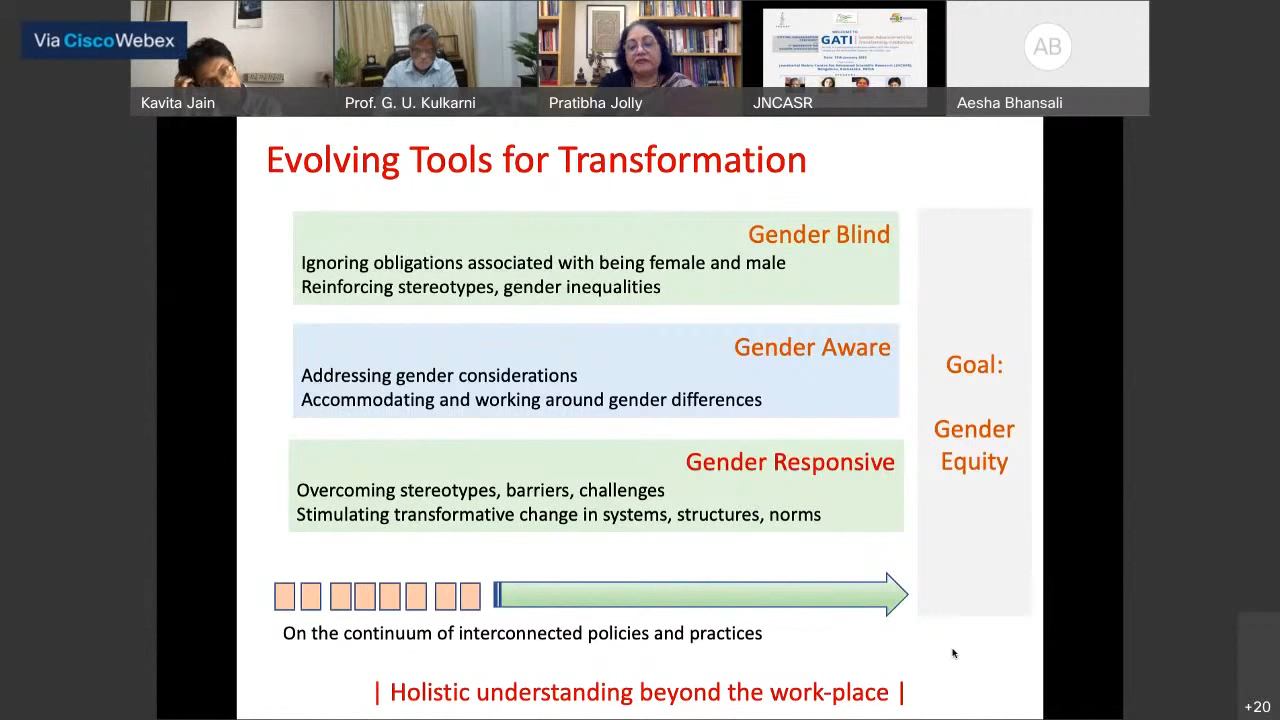 Via Cisco Webex
WELCOME TO
GATI
Kavita Jain
Prof. G. U. Kulkarni
Pratibha Jolly
JNCASR
Aesha Bhansali
AB
Evolving Tools for Transformation
Gender Blind
Ignoring obligations associated with being female and male
Reinforcing stereotypes, gender inequalities
Gender Aware
Addressing gender considerations
Accommodating and working around gender differences
Gender Responsive
Overcoming stereotypes, barriers, challenges
Stimulating transformative change in systems, structures, norms
Goal:
Gender
Equity
On the continuum of interconnected policies and practices
| Holistic understanding beyond the work-place |
+20